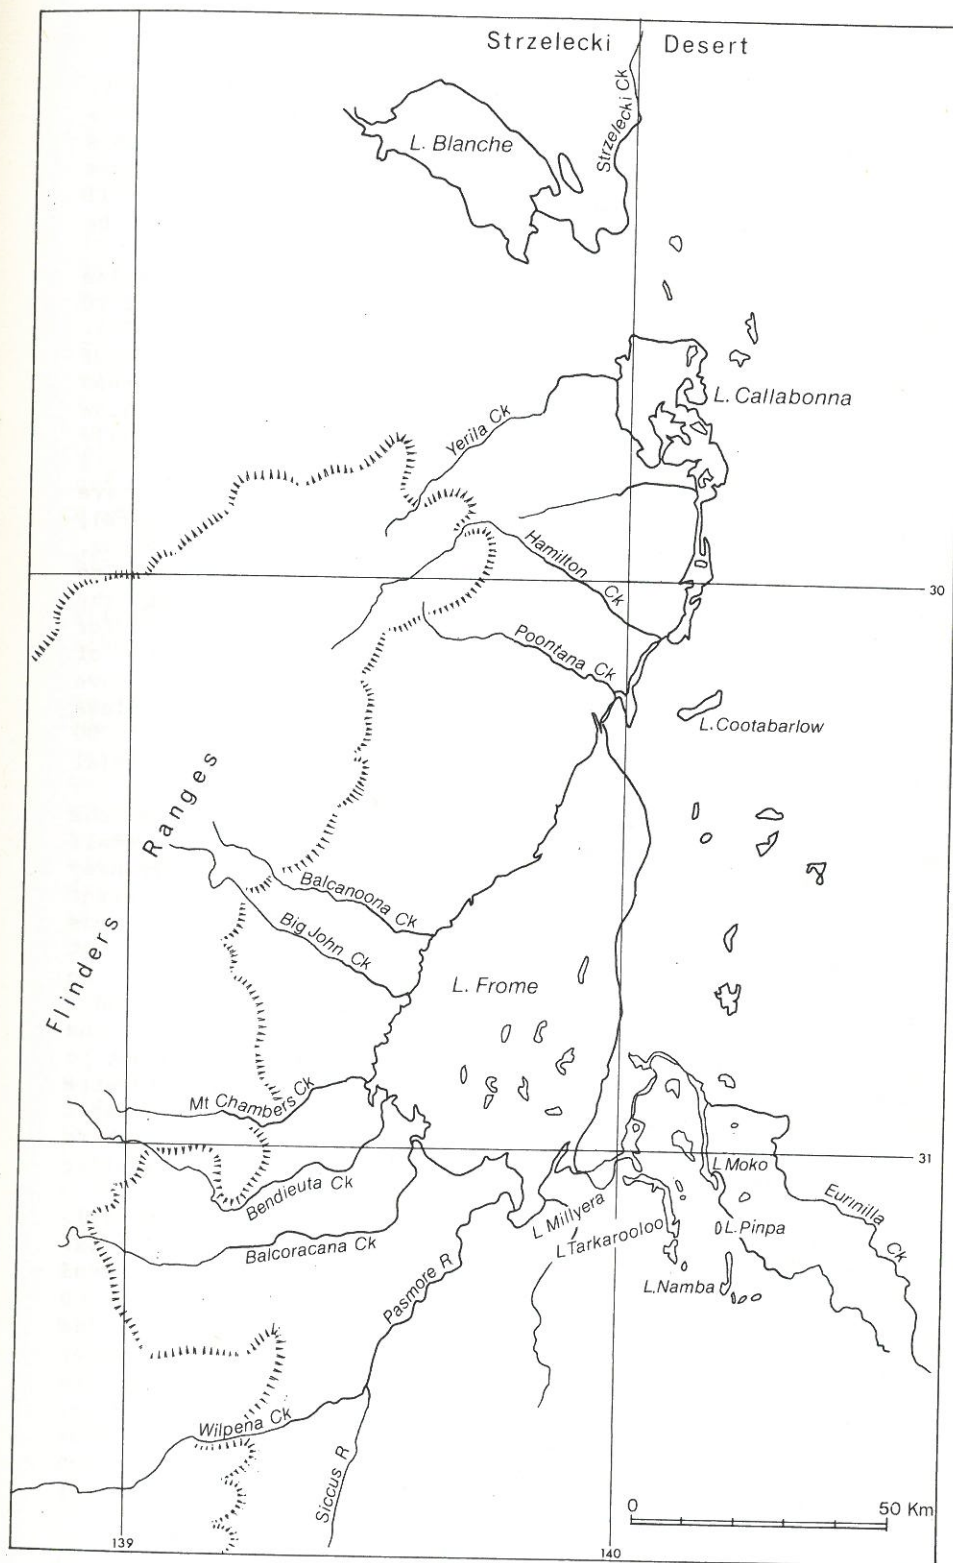 Strzelecki Desert
Strzelecki Ck
L. Blanche
L. Callabonna
Yerila Ck
Hamilton Ck
30
Poontana Ck
L.Cootabarlow
Flinders Ranges
Balcanoona Ck
Big John Ck
L. Frome
Mt Chambers Ck
31
L Moko
Bendieuta Ck
Eurinilla Ck
L Millyera
L.Pinpa
L Tarkarooloo
Balcoracana Ck
L.Namba
Pasmore R
Wilpena Ck
Siccus R
0 50 Km
139
140